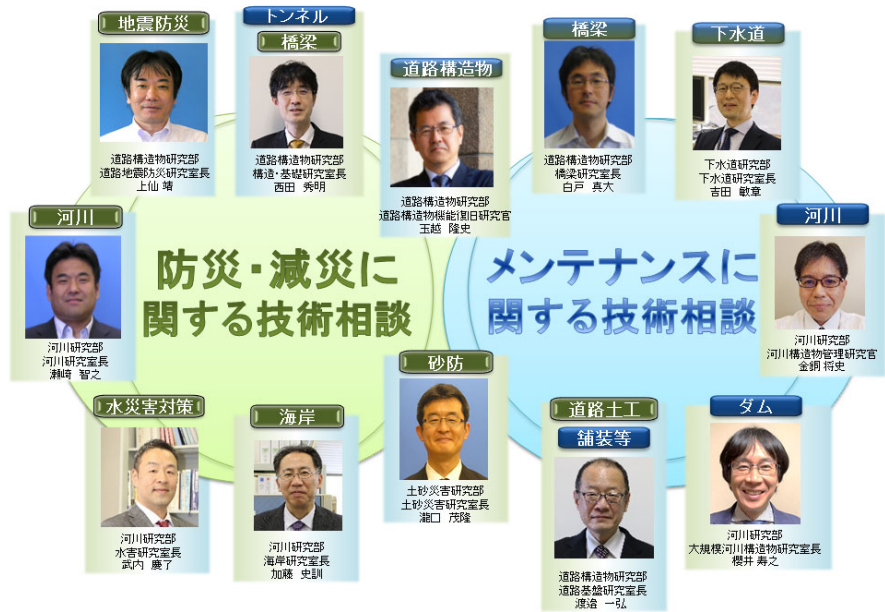 地震防災
道路構造物研究部
道路地震防災研究室長
上仙 靖
トンネル
橋梁
道路構造物研究部
構造・基礎研究室長
西田 秀明
道路構造物
道路構造物研究部
道路構造物機能復旧研究官
玉越 隆史
橋梁
道路構造物研究部
橋梁研究室長
白戸 真大
下水道
下水道研究部
下水道研究室長
吉田 敏章
河川
河川研究部
河川研究室長
瀬崎 智之
防災・減災に
関する技術相談
メンテナンスに
関する技術相談
河川
河川研究部
河川構造物管理研究官
金銅 将史
水災害対策
河川研究部
水害研究室長
武内 慶了
海岸
河川研究部
海岸研究室長
加藤 史訓
砂防
土砂災害研究部
土砂災害研究室長
瀧口 茂隆
道路土工
舗装等
道路構造物研究部
道路基盤研究室長
渡邉 一弘
ダム
河川研究部
大規模河川構造物研究室長
櫻井 寿之